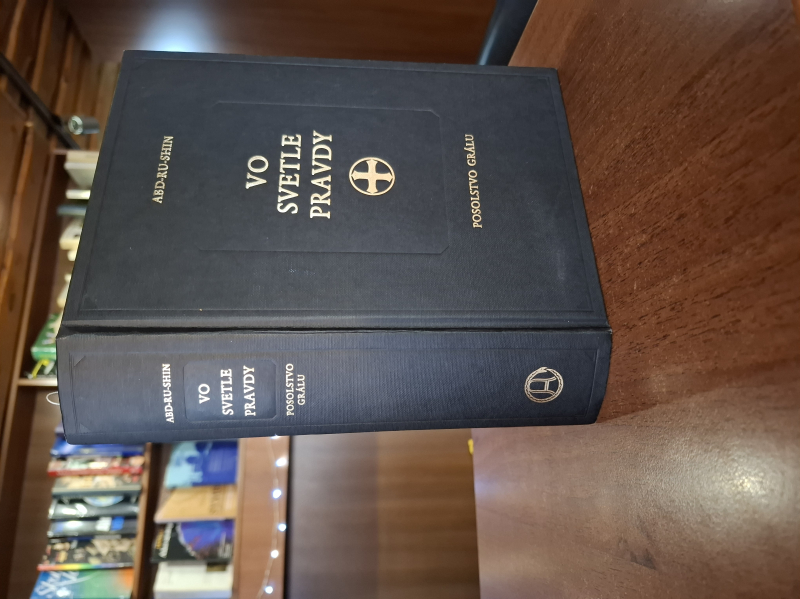 ABD-RU-SHIN
VO
SVETLE
PRAVDY
POSOLSTVO GRÁLU
ABD-RU-SHIN
VO
SVETLE
PRAVDY
POSOLSTVO
GRÁLU